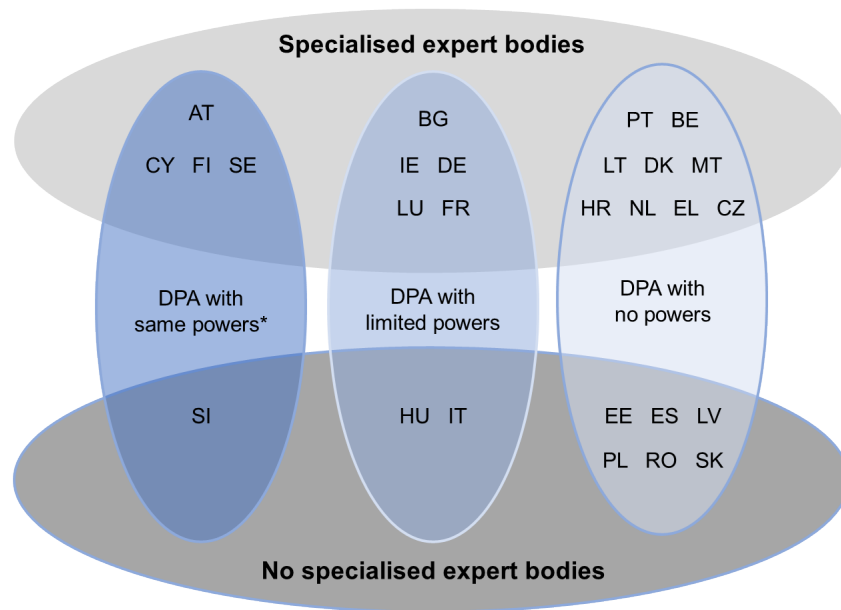 Specialised expert bodies
AT
BG
PT BE
CY FI SE
IE DE
LT DK MT
LU FR
HR NL EL CZ
DPA with
same powers*
DPA with
limited powers
DPA with
no powers
SI
HU IT
EE ES LV
PL RO SK
No specialised expert bodies